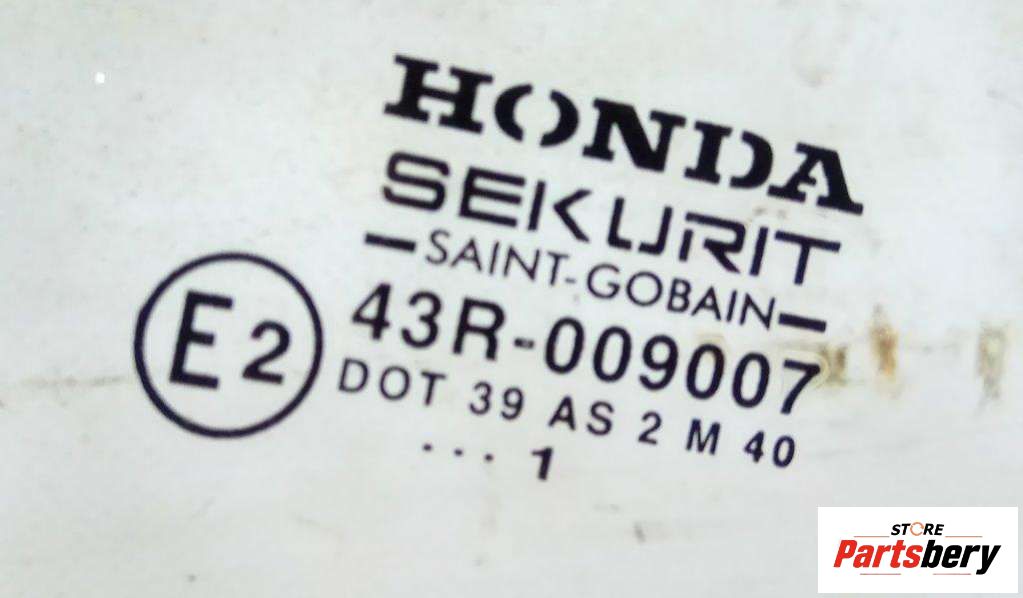 HONDA
SEKURIT
SAINT-GOBAIN
E2
43R-009007
DOT 39 AS 2 M 40
... 1
STORE
Partsbery